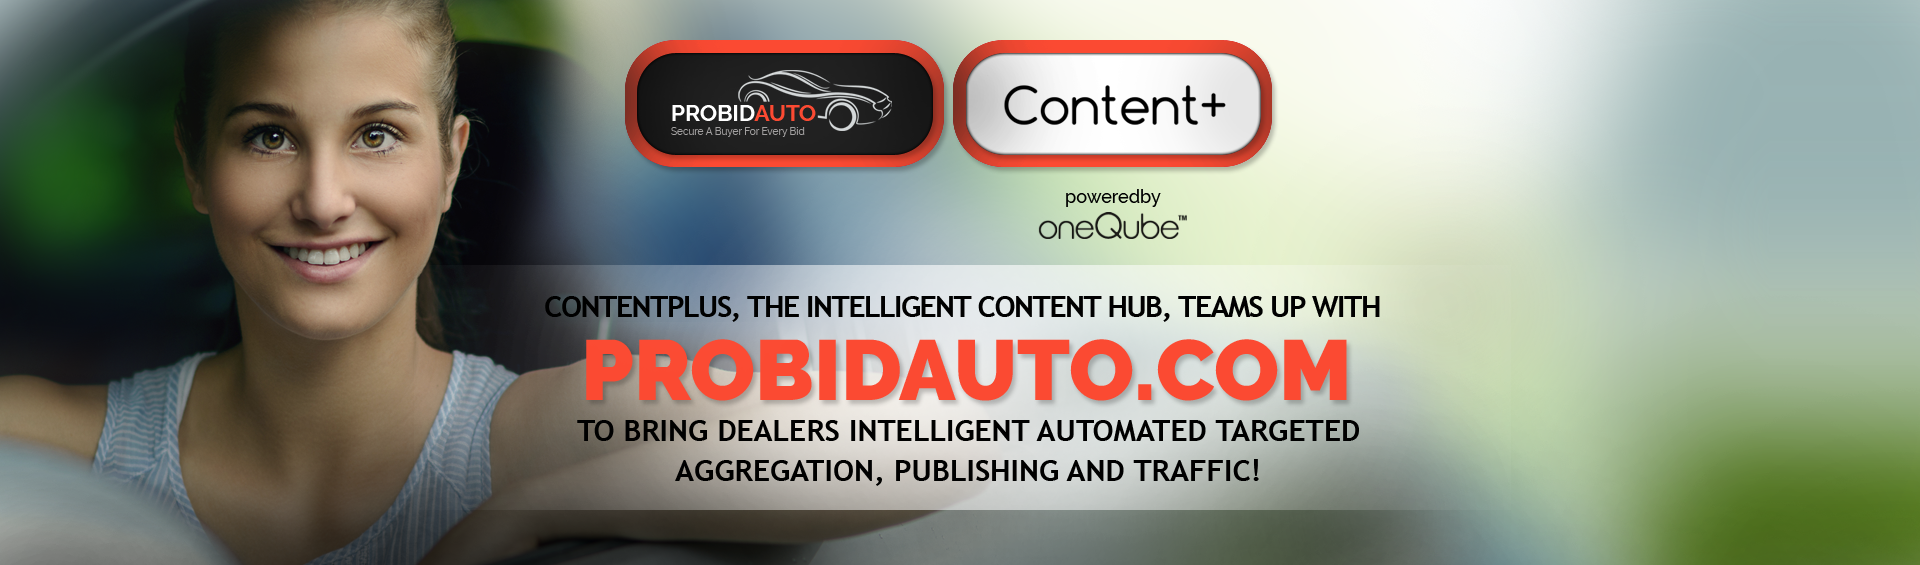 PROBIDAUTO
Secure A Buyer For Every Bid
Content+
poweredby
oneQube™
CONTENTPLUS, THE INTELLIGENT CONTENT HUB, TEAMS UP WITH
PROBIDAUTO.COM
TO BRING DEALERS INTELLIGENT AUTOMATED TARGETED
AGGREGATION, PUBLISHING AND TRAFFIC!